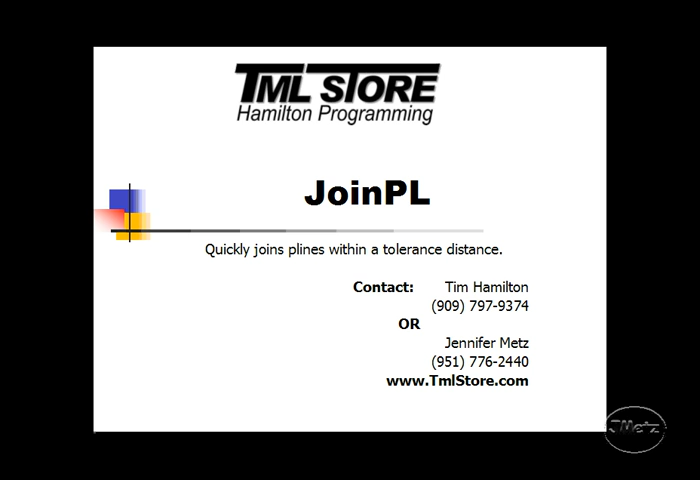 TML STORE
Hamilton Programming
JoinPL
Quickly joins plines within a tolerance distance.
Contact: Tim Hamilton
(909) 797-9374
OR
Jennifer Metz
(951) 776-2440
www.TmlStore.com
JMetz